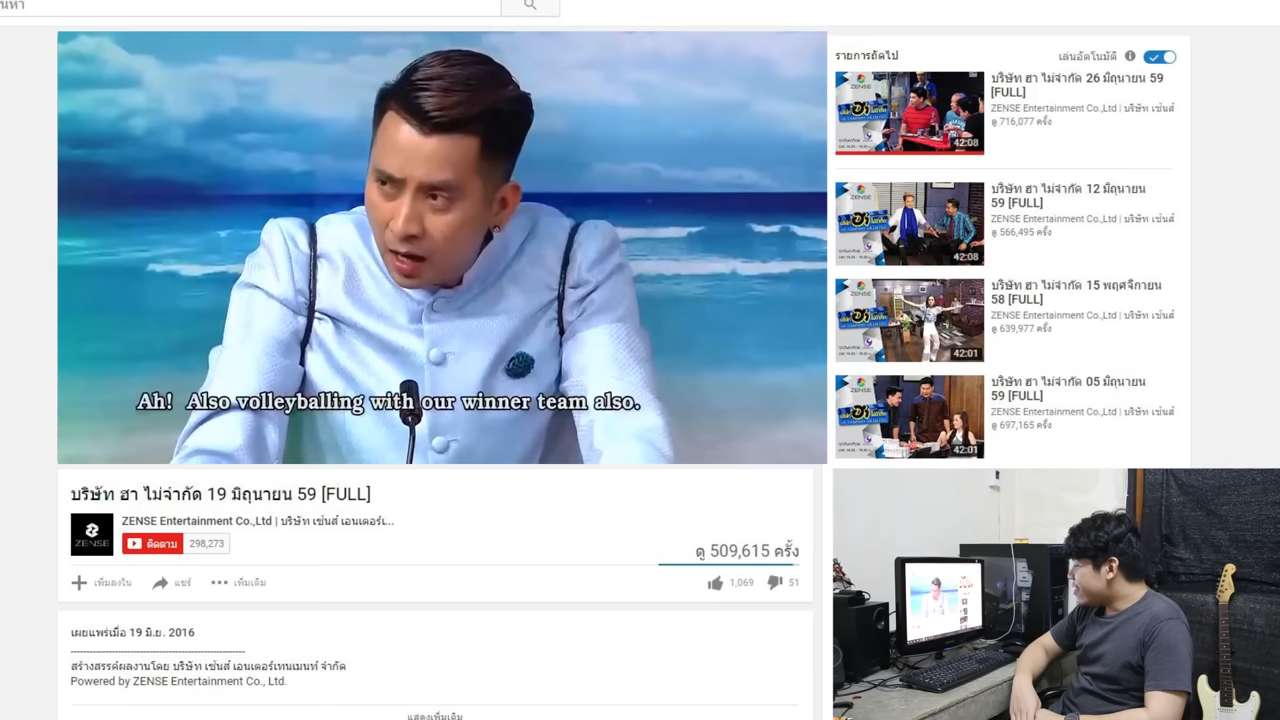 นหา
Ah! Also volleyballing with our winner team also.
บริษัท ฮา ไม่จำกัด 19 มิถุนายน 59 [FULL]
ZENSE
ZENSE Entertainment Co.,Ltd | บริษัท เซ้นส์ เอนเตอร์เ...
ติดตาม 298,273
ดู 509,615 ครั้ง
เพิ่มลงใน แชร์ เพิ่มเติม
1,069 51
เผยแพร่เมื่อ 19 มิ.ย. 2016
สร้างสรรค์ผลงานโดย บริษัท เซ้นส์ เอนเตอร์เทนเมนท์ จำกัด
Powered by ZENSE Entertainment Co., Ltd.
แสดงเพิ่มเติม
รายการถัดไป
เล่นอัตโนมัติ
ZENSE
42:08
บริษัท ฮา ไม่จำกัด 26 มิถุนายน 59
[FULL]
ZENSE Entertainment Co.,Ltd | บริษัท เซ้นส์
ดู 716,077 ครั้ง
ZENSE
42:08
บริษัท ฮา ไม่จำกัด 12 มิถุนายน
59 [FULL]
ZENSE Entertainment Co.,Ltd | บริษัท เซ้นส์
ดู 566,495 ครั้ง
ZENSE
42:01
บริษัท ฮา ไม่จำกัด 15 พฤศจิกายน
58 [FULL]
ZENSE Entertainment Co.,Ltd | บริษัท เซ้นส์
ดู 639,977 ครั้ง
ZENSE
42:01
บริษัท ฮา ไม่จำกัด 05 มิถุนายน
59 [FULL]
ZENSE Entertainment Co.,Ltd | บริษัท เซ้นส์
ดู 697,165 ครั้ง